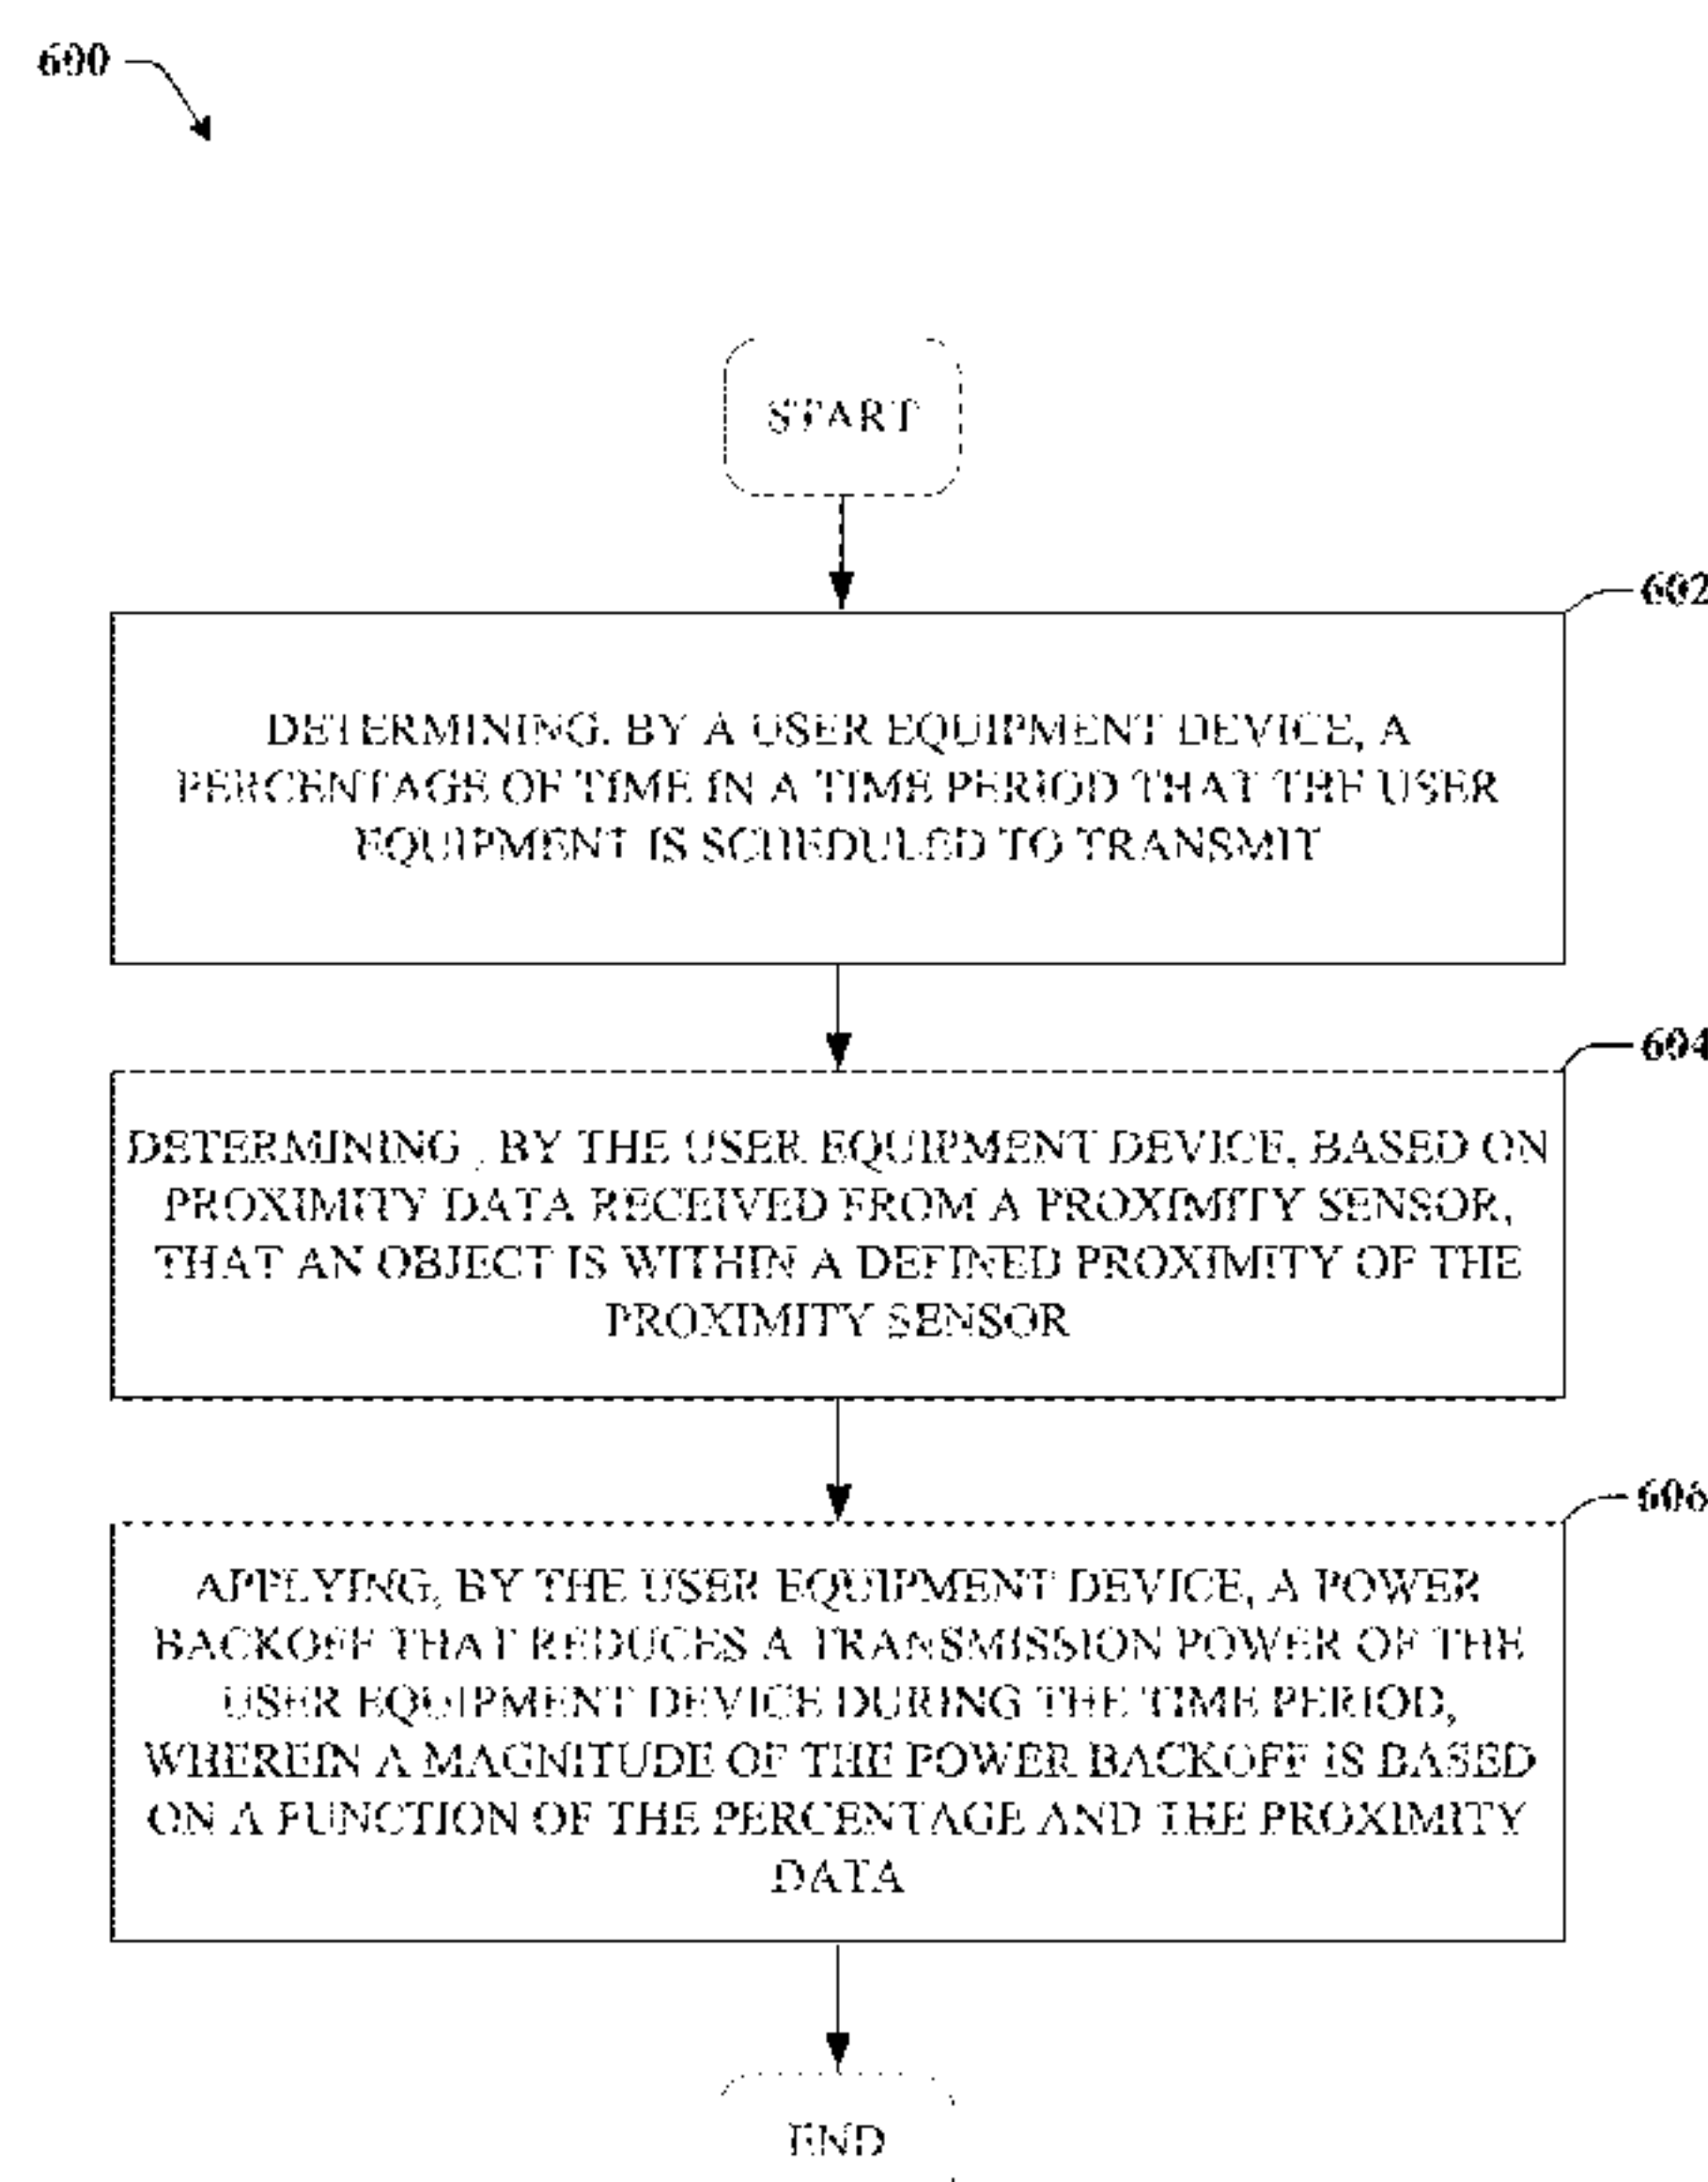 600
START
602
DETERMINING, BY A USER EQUIPMENT DEVICE, A
PERCENTAGE OF TIME IN A TIME PERIOD THAT THE USER
EQUIPMENT IS SCHEDULED TO TRANSMIT
604
DETERMINING , BY THE USER EQUIPMENT DEVICE, BASED ON
PROXIMITY DATA RECEIVED FROM A PROXIMITY SENSOR,
THAT AN OBJECT IS WITHIN A DEFINED PROXIMITY OF THE
PROXIMITY SENSOR
606
APPLYING, BY THE USER EQUIPMENT DEVICE, A POWER
BACKOFF THAT REDUCES A TRANSMISSION POWER OF THE
USER EQUIPMENT DEVICE DURING THE TIME PERIOD,
WHEREIN A MAGNITUDE OF THE POWER BACKOFF IS BASED
ON A FUNCTION OF THE PERCENTAGE AND THE PROXIMITY
DATA
END